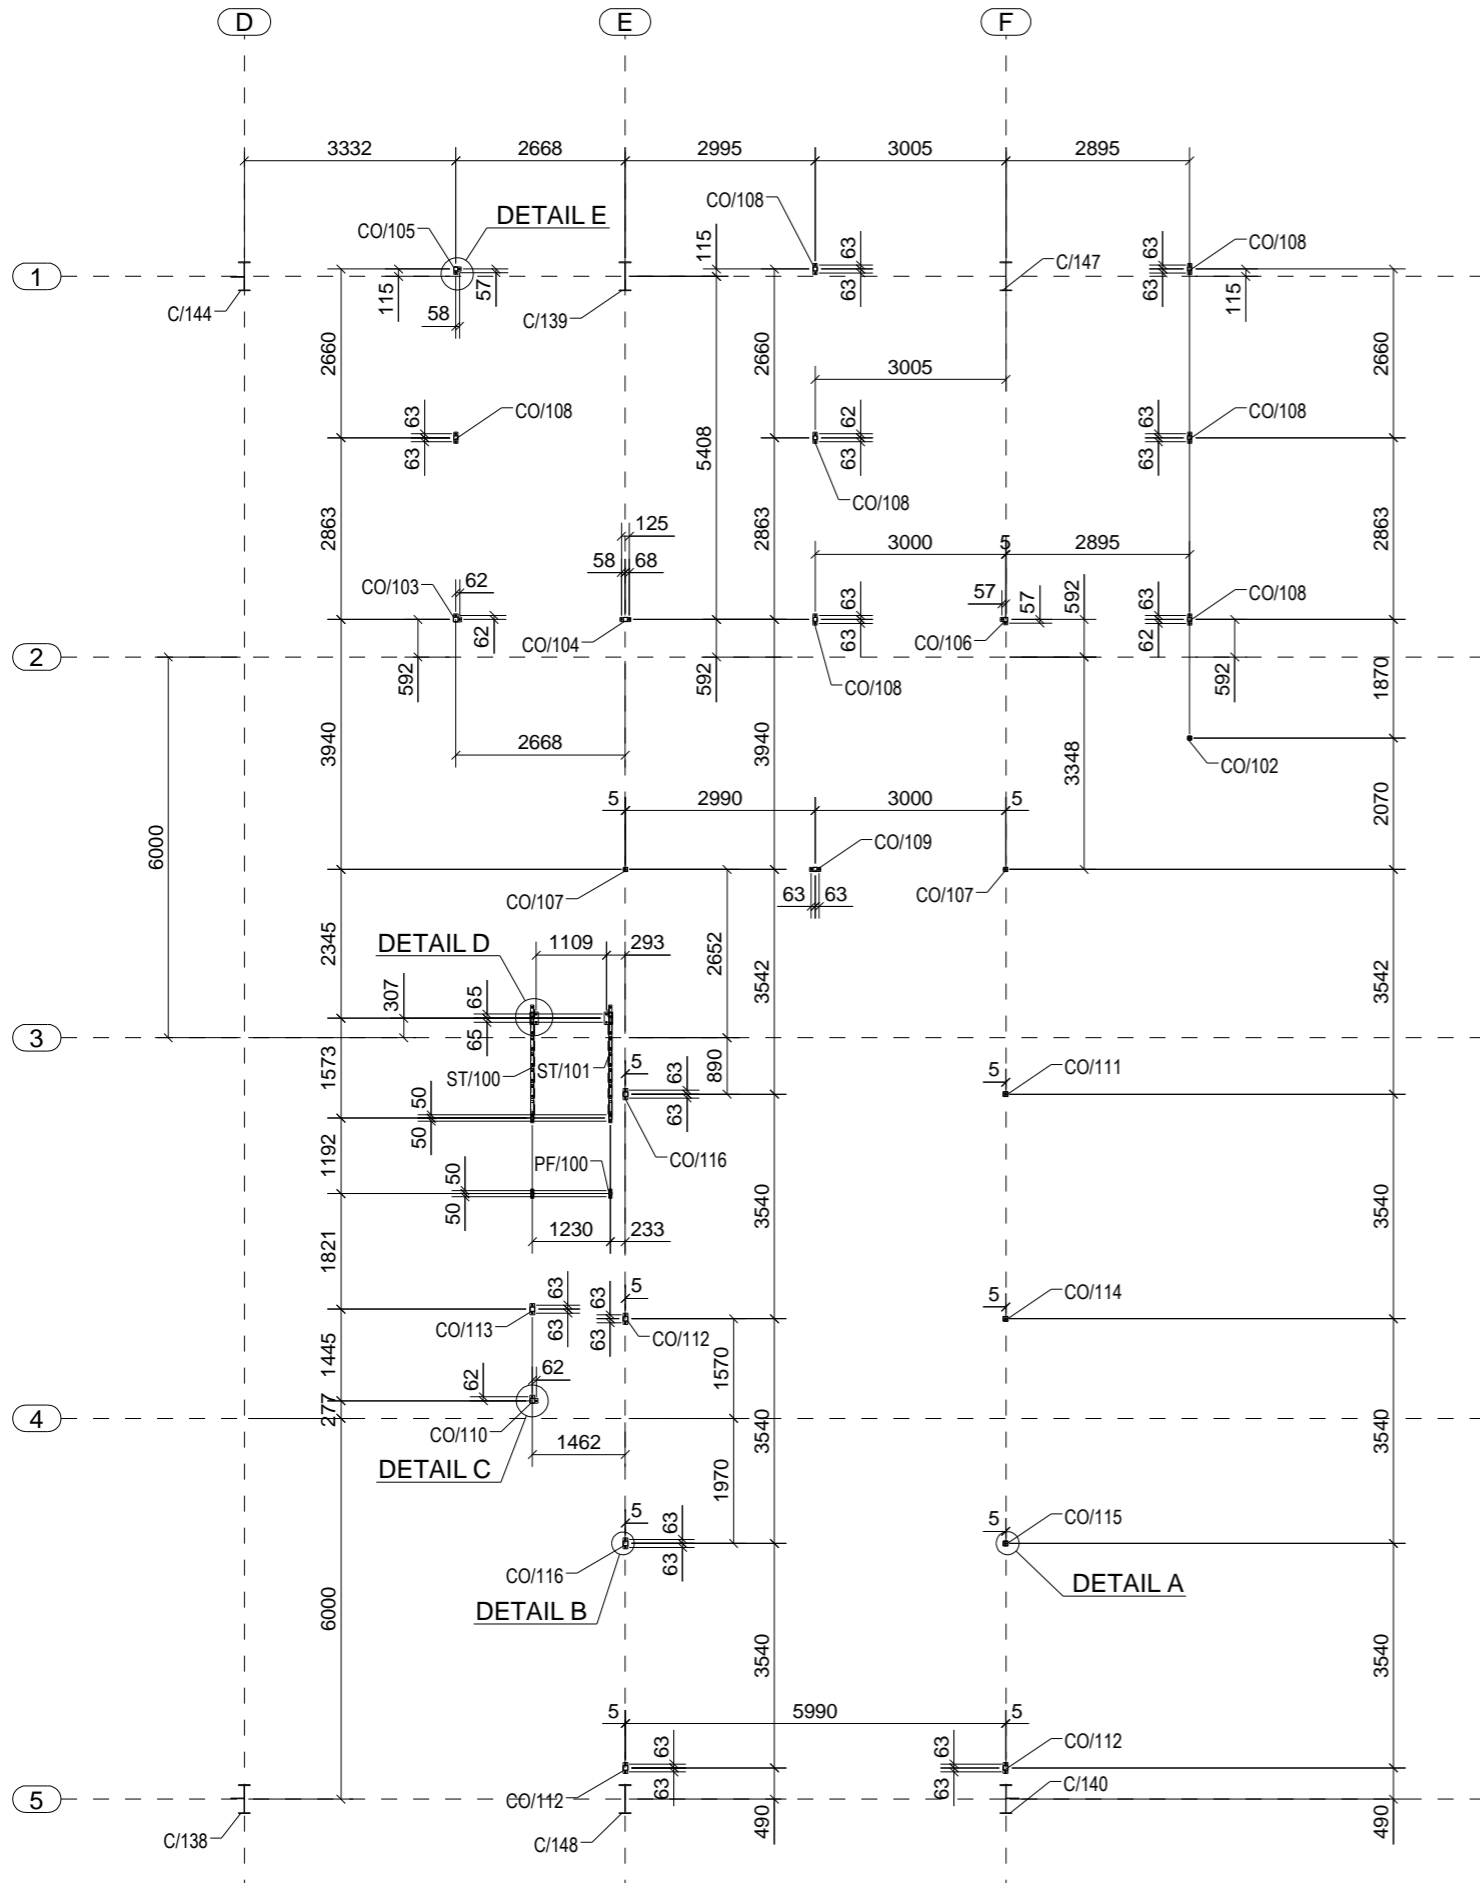 D E F
3332 2668 2995 3005 2895
CO/108
DETAIL E
CO/105
115 63 63 CO/108
1 C/147
115 57 63 63 115
58
C/144 C/139
2660 2660 2660
3005
63 CO/108 62 63 CO/108
5408
63 63 63
CO/108
125
2863 2863 2863
3000 5 2895
58 68
CO/103 62 57 592
63 57 63 CO/108
62 CO/104 63 CO/106 62
2
592 592 CO/108 592
1870
3940 2668 3940 3348
CO/102
5 2990 3000 5
2070
6000 CO/109
CO/107 63 63 CO/107
2345 DETAIL D 1109 293 2652 3542 3542
307 65
3 65
1573 ST/100 ST/101 5 63 890 5 CO/111
50 63
50
1192 50 PF/100 CO/116
50 3540 3540
1230 233
1821
63 63 5 5 CO/114
CO/113 63 63 CO/112
1445 62 62 1570
277
4 CO/110 3540 3540
1462
DETAIL C 1970
5 63 5 CO/115
CO/116 63
DETAIL B DETAIL A
6000 3540 3540
5 5990 5
63 63 CO/112
CO/112 63 63 C/140
5
C/138 C/148 490 490